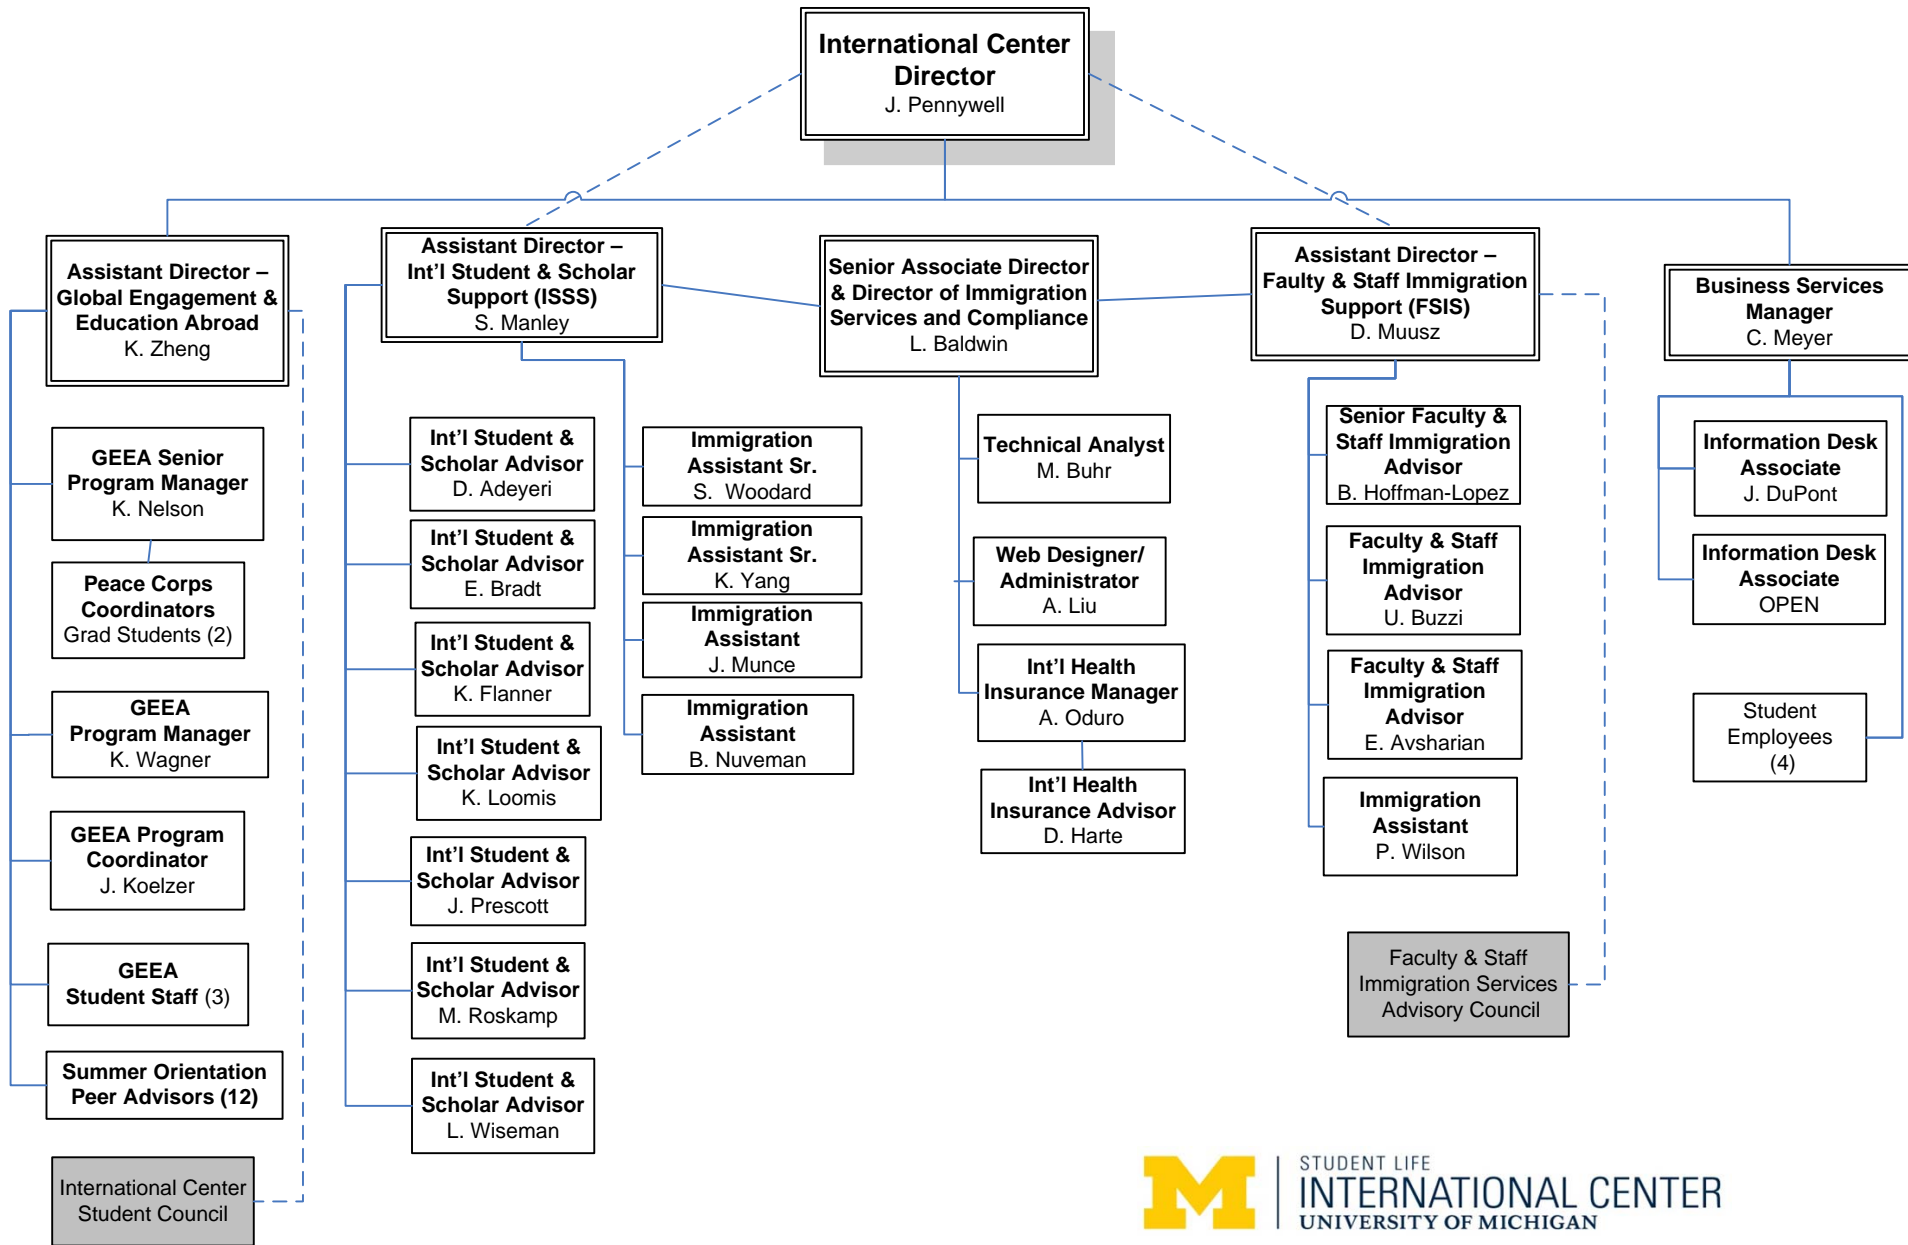 International Center
Director
J. Pennywell
Assistant Director –
Global Engagement &
Education Abroad
K. Zheng
GEEA Senior
Program Manager
K. Nelson
Peace Corps
Coordinators
Grad Students (2)
GEEA
Program Manager
K. Wagner
GEEA Program
Coordinator
J. Koelzer
GEEA
Student Staff (3)
Summer Orientation
Peer Advisors (12)
International Center
Student Council
Assistant Director –
Int'l Student & Scholar
Support (ISSS)
S. Manley
Int'l Student &
Scholar Advisor
D. Adeyeri
Int'l Student &
Scholar Advisor
E. Bradt
Int'l Student &
Scholar Advisor
K. Flanner
Int'l Student &
Scholar Advisor
K. Loomis
Int'l Student &
Scholar Advisor
J. Prescott
Int'l Student &
Scholar Advisor
M. Roskamp
Int'l Student &
Scholar Advisor
L. Wiseman
Immigration
Assistant Sr.
S. Woodard
Immigration
Assistant Sr.
K. Yang
Immigration
Assistant
J. Munce
Immigration
Assistant
B. Nuveman
Senior Associate Director
& Director of Immigration
Services and Compliance
L. Baldwin
Technical Analyst
M. Buhr
Web Designer/
Administrator
A. Liu
Int'l Health
Insurance Manager
A. Oduro
Int'l Health
Insurance Advisor
D. Harte
Assistant Director –
Faulty & Staff Immigration
Support (FSIS)
D. Muusz
Senior Faculty &
Staff Immigration
Advisor
B. Hoffman-Lopez
Faculty & Staff
Immigration
Advisor
U. Buzzi
Faculty & Staff
Immigration
Advisor
E. Avsharian
Immigration
Assistant
P. Wilson
Faculty & Staff
Immigration Services
Advisory Council
Business Services
Manager
C. Meyer
Information Desk
Associate
J. DuPont
Information Desk
Associate
OPEN
Student
Employees
(4)
M
STUDENT LIFE
INTERNATIONAL CENTER
UNIVERSITY OF MICHIGAN